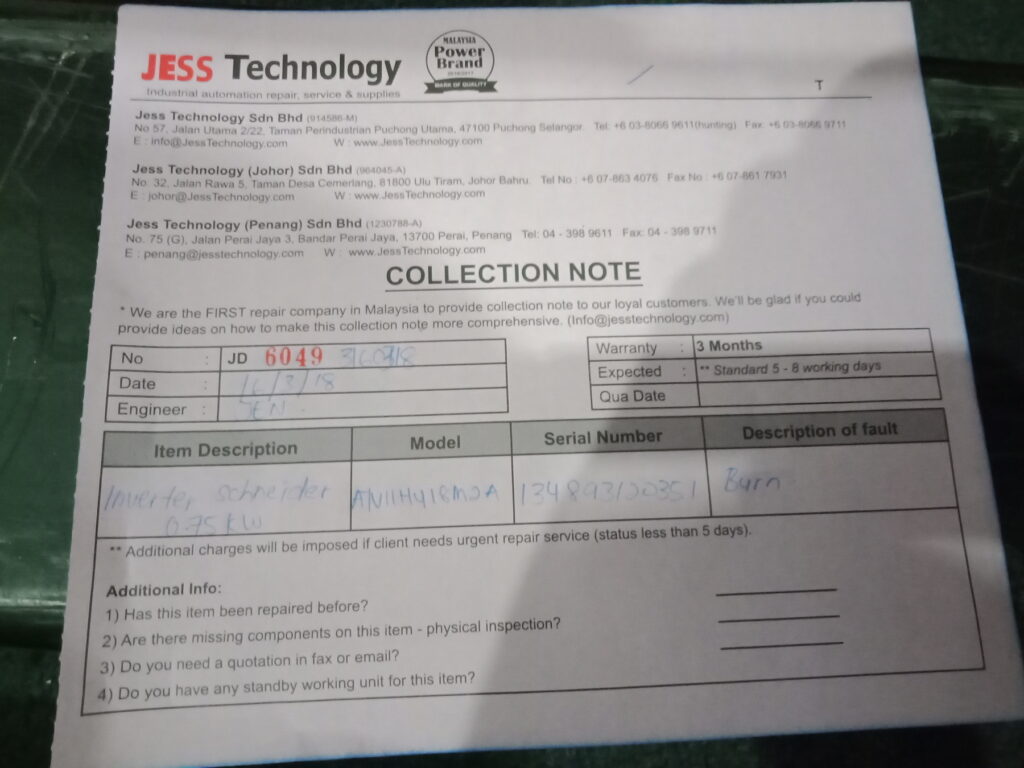 JESS Technology
Industrial automation repair, service & supplies
MALAYSIA
Power
Brand
2016/2017
MARK OF QUALITY
T
Jess Technology Sdn Bhd (914586-M)
No 57, Jalan Utama 2/22, Taman Perindustrian Puchong Utama, 47100 Puchong Selangor. Tel: +6 03-8066 9611(hunting) Fax: +6 03-8066 9711
E : info@JessTechnology.com W : www.JessTechnology.com
Jess Technology (Johor) Sdn Bhd (964045-A)
No. 32, Jalan Rawa 5, Taman Desa Cemerlang, 81800 Ulu Tiram, Johor Bahru. Tel No : +6 07-863 4076 Fax No : +6 07-861 7931
E : johor@JessTechnology.com W : www.JessTechnology.com
Jess Technology (Penang) Sdn Bhd (1230788-A)
No. 75 (G), Jalan Perai Jaya 3, Bandar Perai Jaya, 13700 Perai, Penang Tel: 04 - 398 9611 Fax: 04 - 398 9711
E : penang@jesstechnology.com W : www.JessTechnology.com
COLLECTION NOTE
* We are the FIRST repair company in Malaysia to provide collection note to our loyal customers. We'll be glad if you could
provide ideas on how to make this collection note more comprehensive. (Info@jesstechnology.com)
No : JD 6049
Date : 16/3/18
Engineer :
Warranty : 3 Months
Expected : ** Standard 5 - 8 working days
Qua Date
Item Description Model Serial Number Description of fault
Inverter schneider Burn
0.75 kW
** Additional charges will be imposed if client needs urgent repair service (status less than 5 days).
Additional Info:
1) Has this item been repaired before?
2) Are there missing components on this item - physical inspection?
3) Do you need a quotation in fax or email?
4) Do you have any standby working unit for this item?